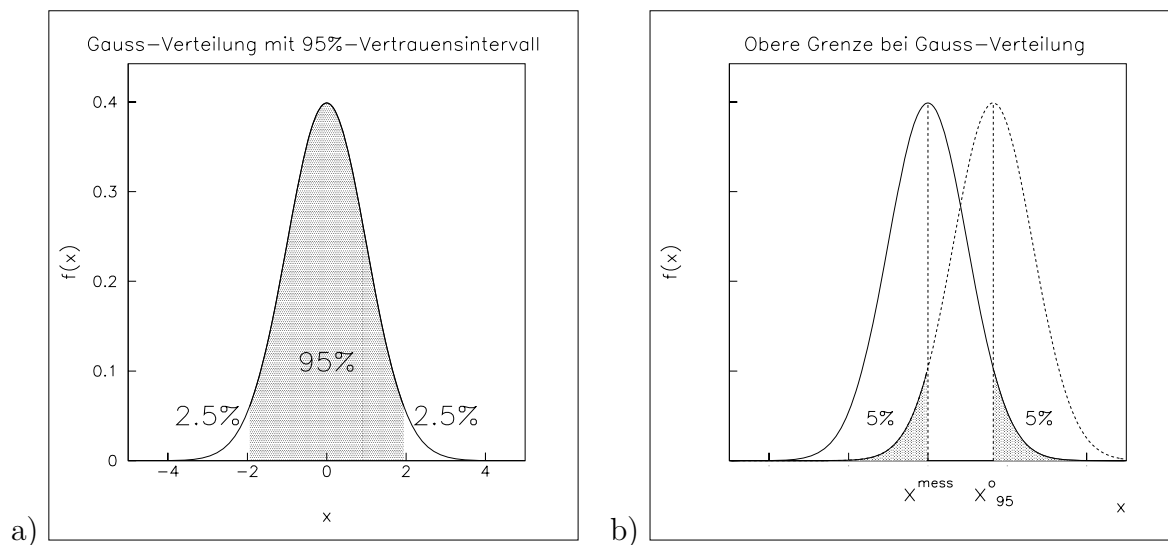 Gauss-Verteilung mit 95%-Vertrauensintervall
f(x)
0.4
0.3
0.2
0.1
0
95%
2.5%
2.5%
-4
-2
0
2
4
x
a)
Obere Grenze bei Gauss-Verteilung
f(x)
5%
5%
X^mess
X^o_95
x
b)